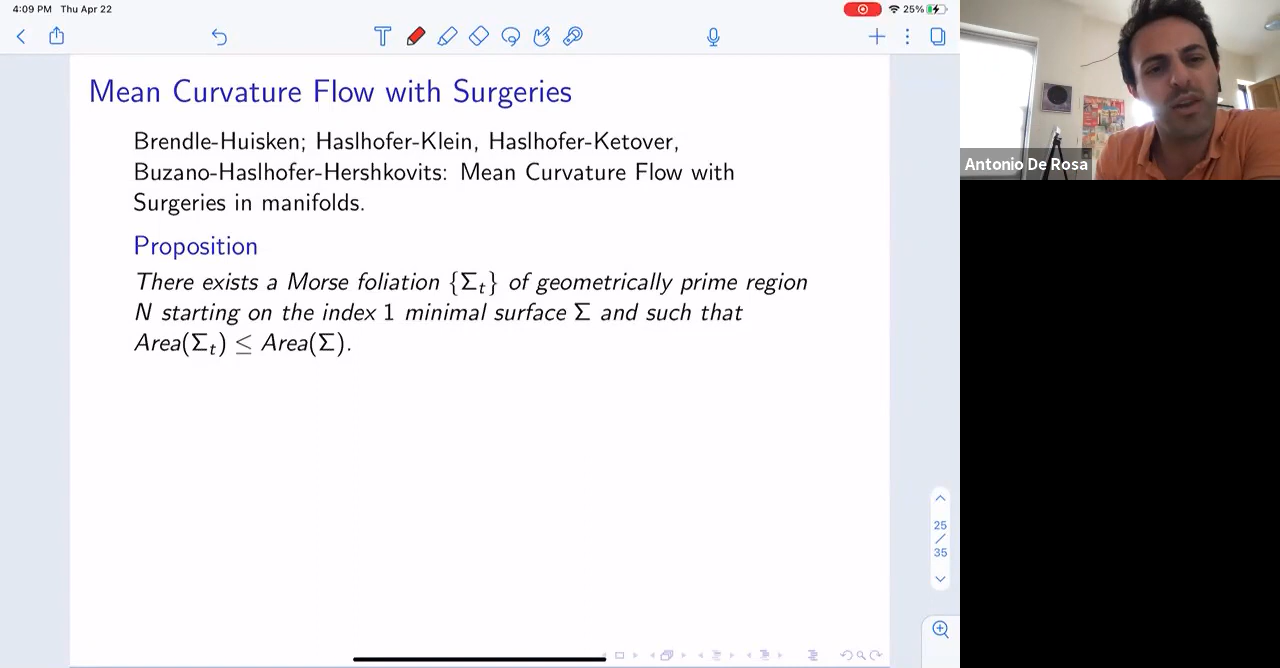 4:09 PM Thu Apr 22
25%
Mean Curvature Flow with Surgeries
Brendle-Huisken; Haslhofer-Klein, Haslhofer-Ketover,
Buzano-Haslhofer-Hershkovits: Mean Curvature Flow with
Surgeries in manifolds.
Proposition
There exists a Morse foliation {Σ_t} of geometrically prime region
N starting on the index 1 minimal surface Σ and such that
Area(Σ_t) ≤ Area(Σ).
25
/
35
Antonio De Rosa